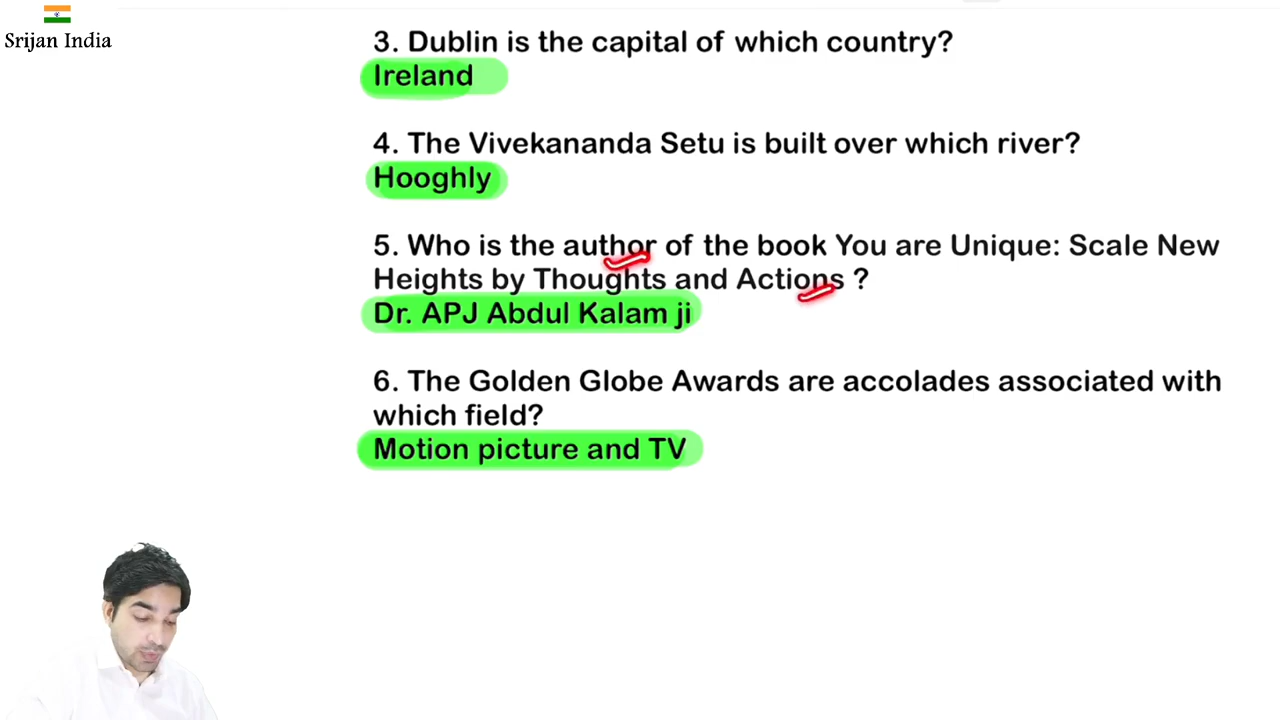 Srijan India
3. Dublin is the capital of which country?
Ireland
4. The Vivekananda Setu is built over which river?
Hooghly
5. Who is the author of the book You are Unique: Scale New
Heights by Thoughts and Actions ?
Dr. APJ Abdul Kalam ji
6. The Golden Globe Awards are accolades associated with
which field?
Motion picture and TV